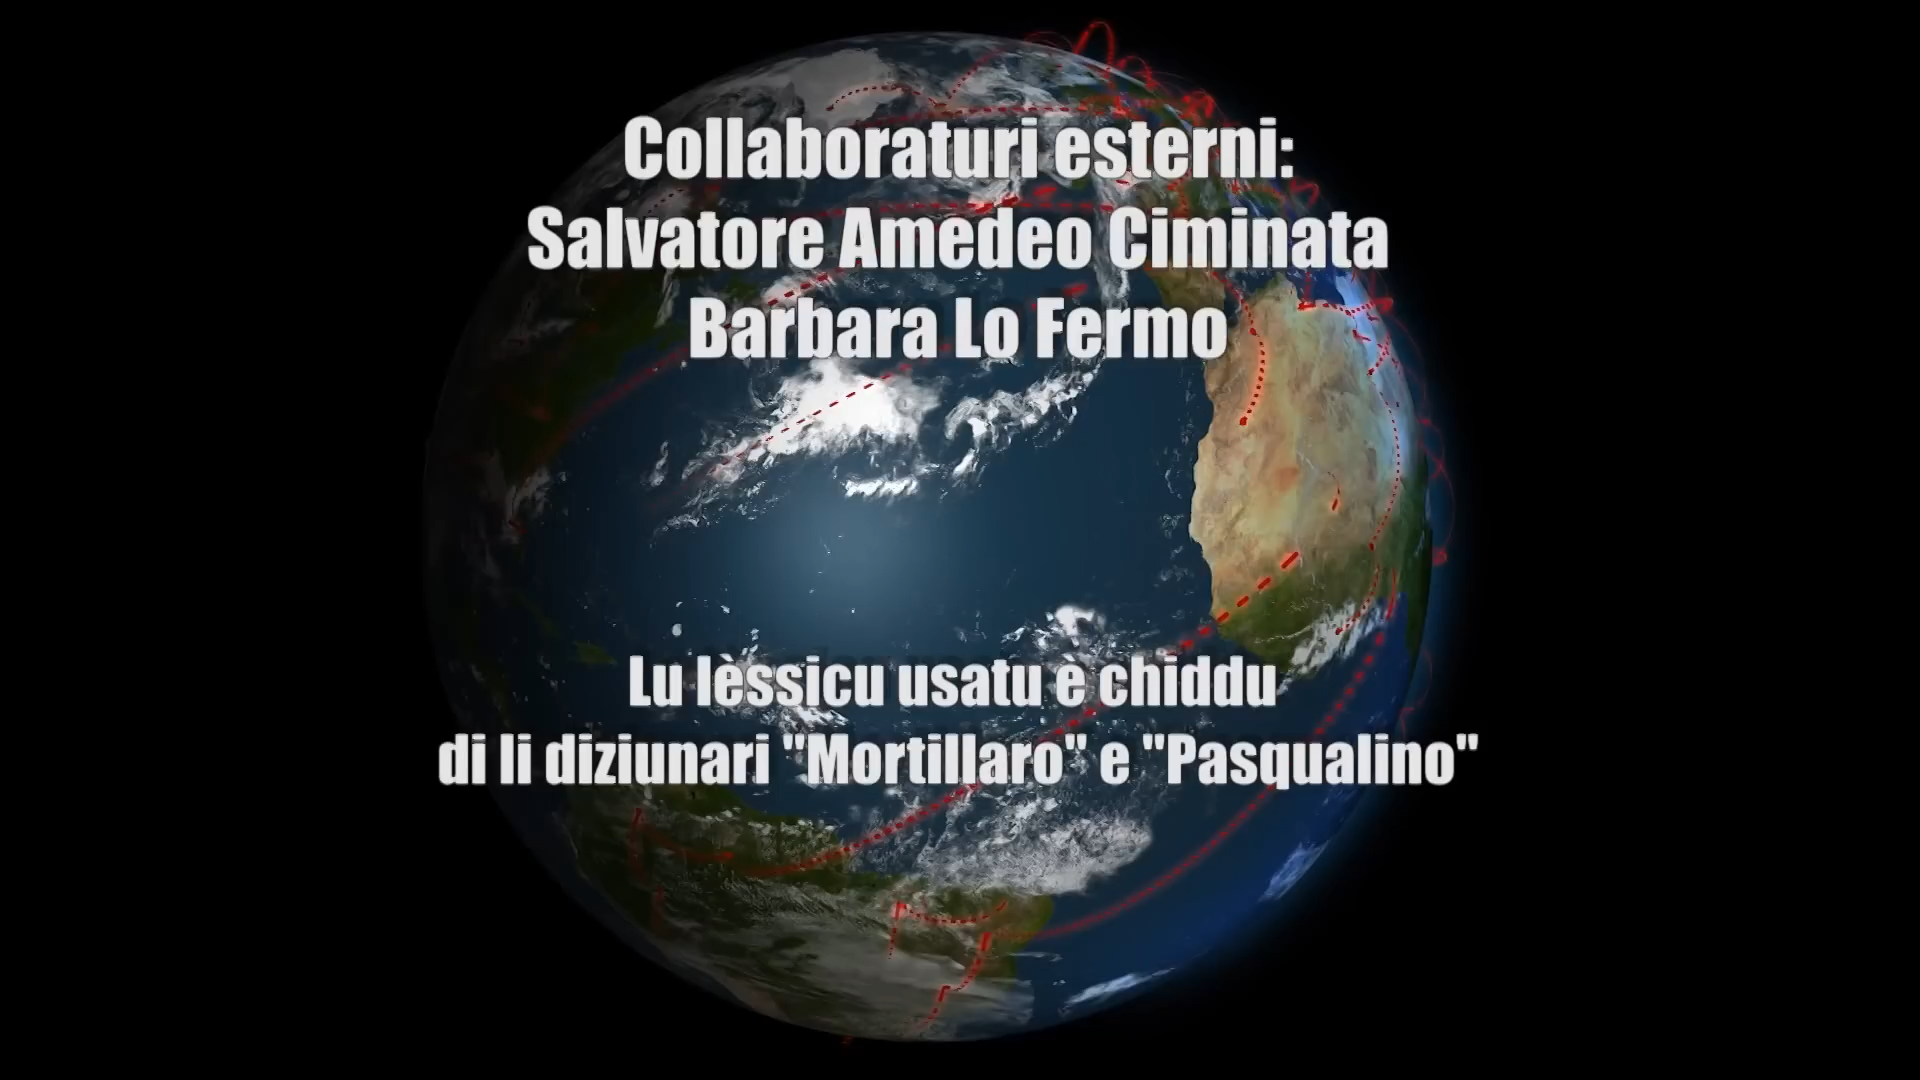 Collaboraturi esterni:
Salvatore Amedeo Ciminata
Barbara Lo Fermo
Lu lèssicu usatu è chiddu
di li diziunari "Mortillaro" e "Pasqualino"